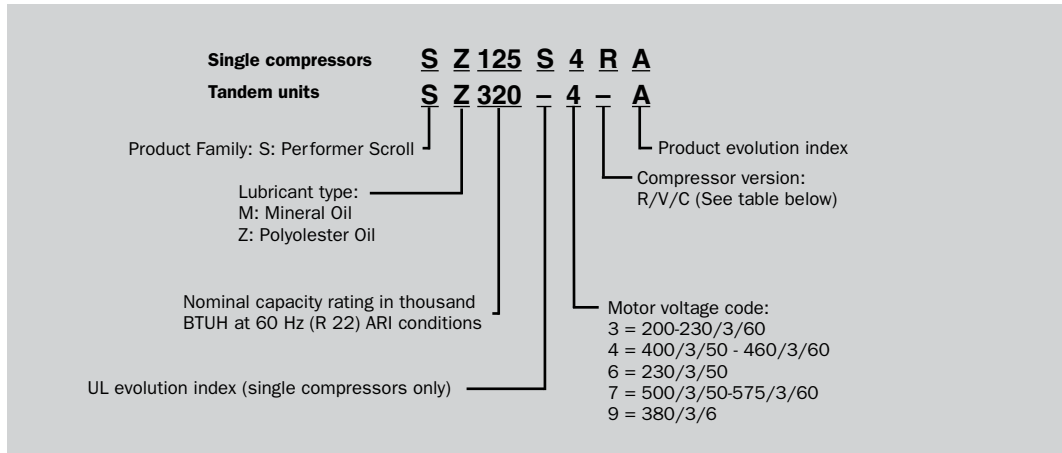 Single compressors S Z 125 S 4 R A
Tandem units S Z 320 – 4 – A
Product Family: S: Performer Scroll
Product evolution index
Lubricant type:
M: Mineral Oil
Z: Polyolester Oil
Compressor version:
R/V/C (See table below)
Nominal capacity rating in thousand
BTUH at 60 Hz (R 22) ARI conditions
Motor voltage code:
3 = 200-230/3/60
4 = 400/3/50 - 460/3/60
6 = 230/3/50
7 = 500/3/50-575/3/60
9 = 380/3/6
UL evolution index (single compressors only)